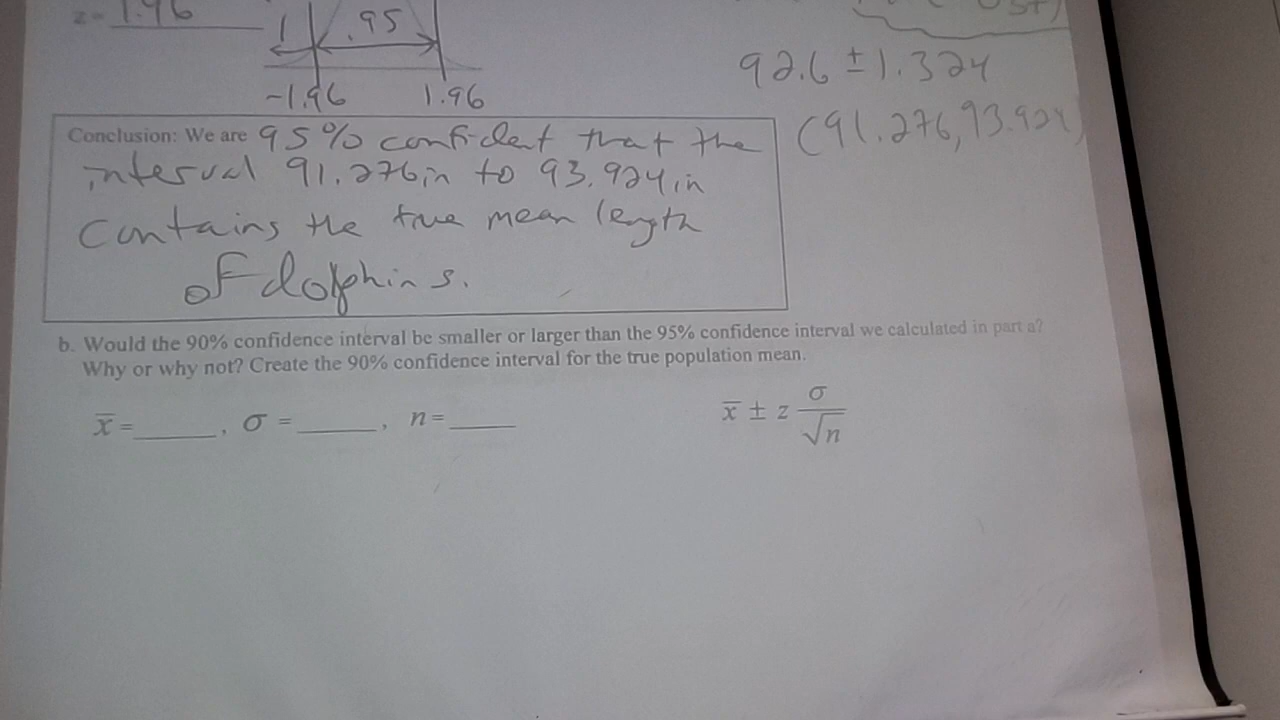 z= 1.96
.95
-1.96 1.96
92.6 ± 1.324
(91.276, 93.924)
Conclusion: We are 95% confident that the
interval 91.276in to 93.924in
contains the true mean length
of dolphins.
b. Would the 90% confidence interval be smaller or larger than the 95% confidence interval we calculated in part a?
Why or why not? Create the 90% confidence interval for the true population mean.
x̄ = _____, σ = _____, n= _____ x̄ ± z σ/√n